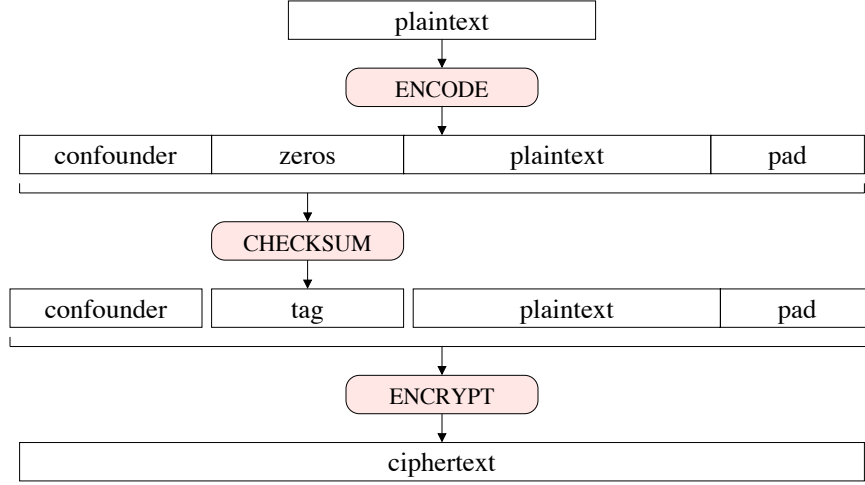 plaintext
ENCODE
confounder zeros plaintext pad
CHECKSUM
confounder tag plaintext pad
ENCRYPT
ciphertext